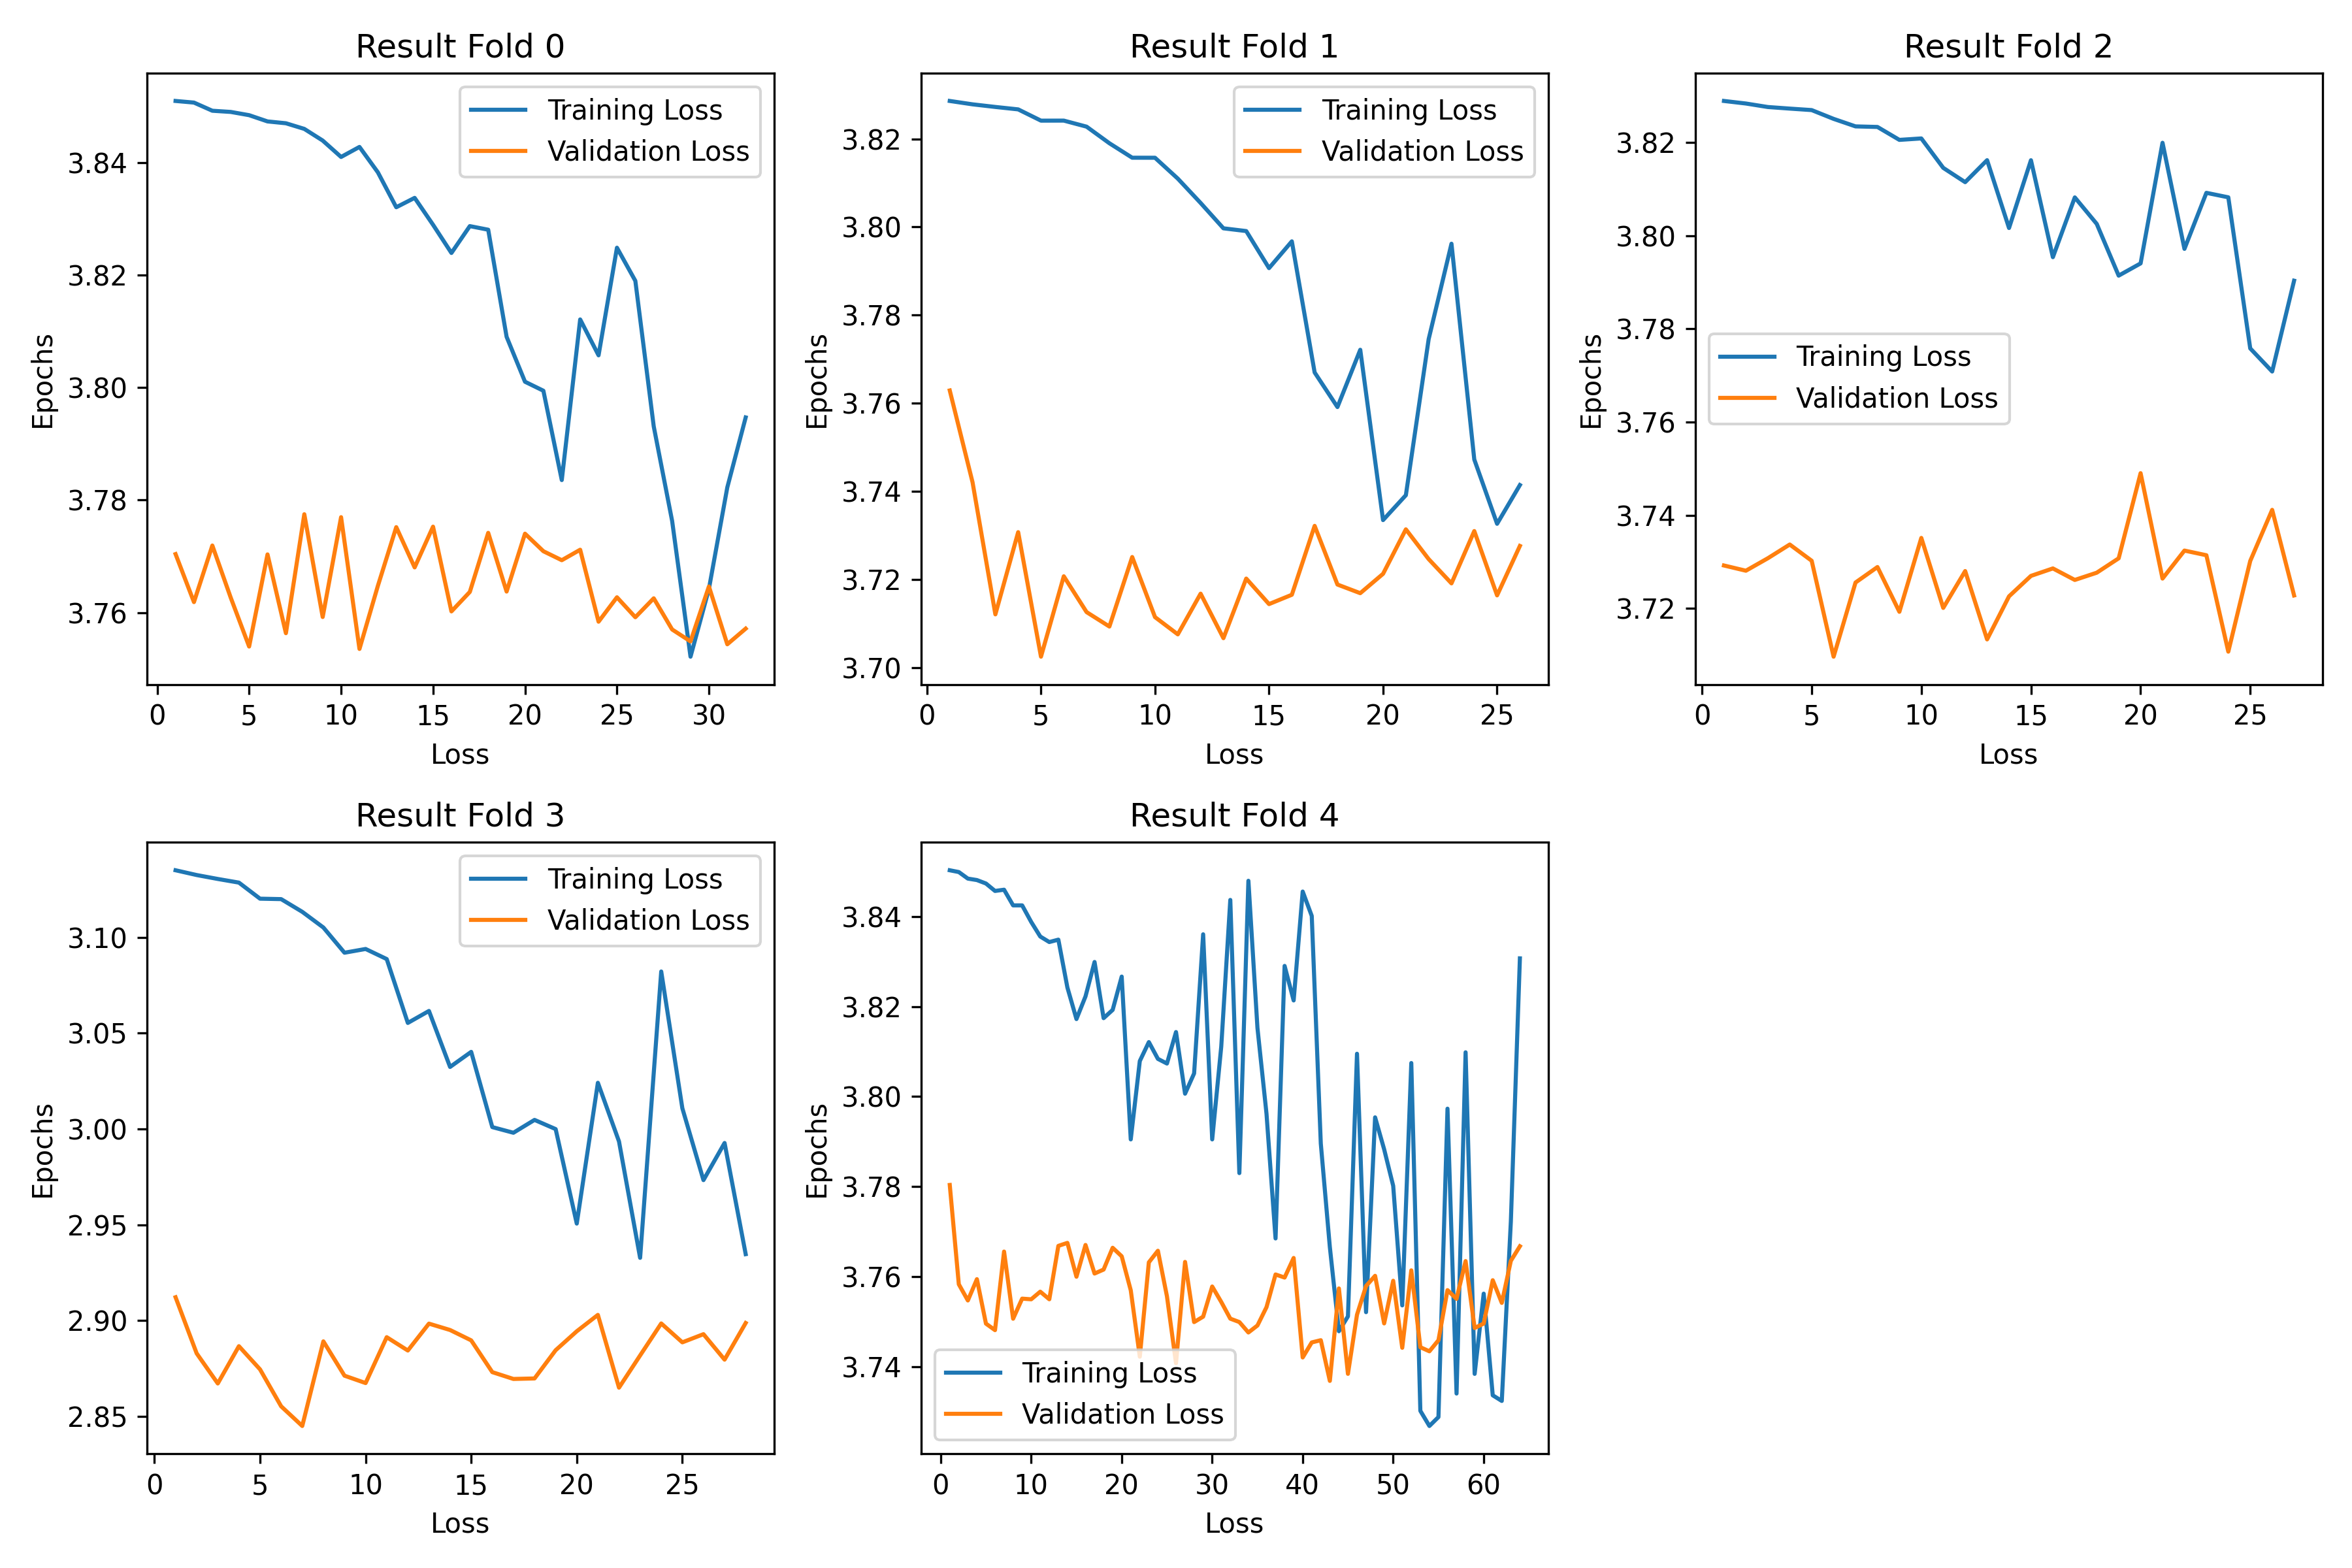 Result Fold 0
Training Loss
Validation Loss
3.84
3.82
3.80
3.78
3.76
Epochs
0 5 10 15 20 25 30
Loss
Result Fold 1
Training Loss
Validation Loss
3.82
3.80
3.78
3.76
3.74
3.72
3.70
Epochs
0 5 10 15 20 25
Loss
Result Fold 2
3.82
3.80
3.78
3.76
3.74
3.72
Epochs
Training Loss
Validation Loss
0 5 10 15 20 25
Loss
Result Fold 3
Training Loss
Validation Loss
3.10
3.05
3.00
2.95
2.90
2.85
Epochs
0 5 10 15 20 25
Loss
Result Fold 4
3.84
3.82
3.80
3.78
3.76
3.74
Epochs
Training Loss
Validation Loss
0 10 20 30 40 50 60
Loss